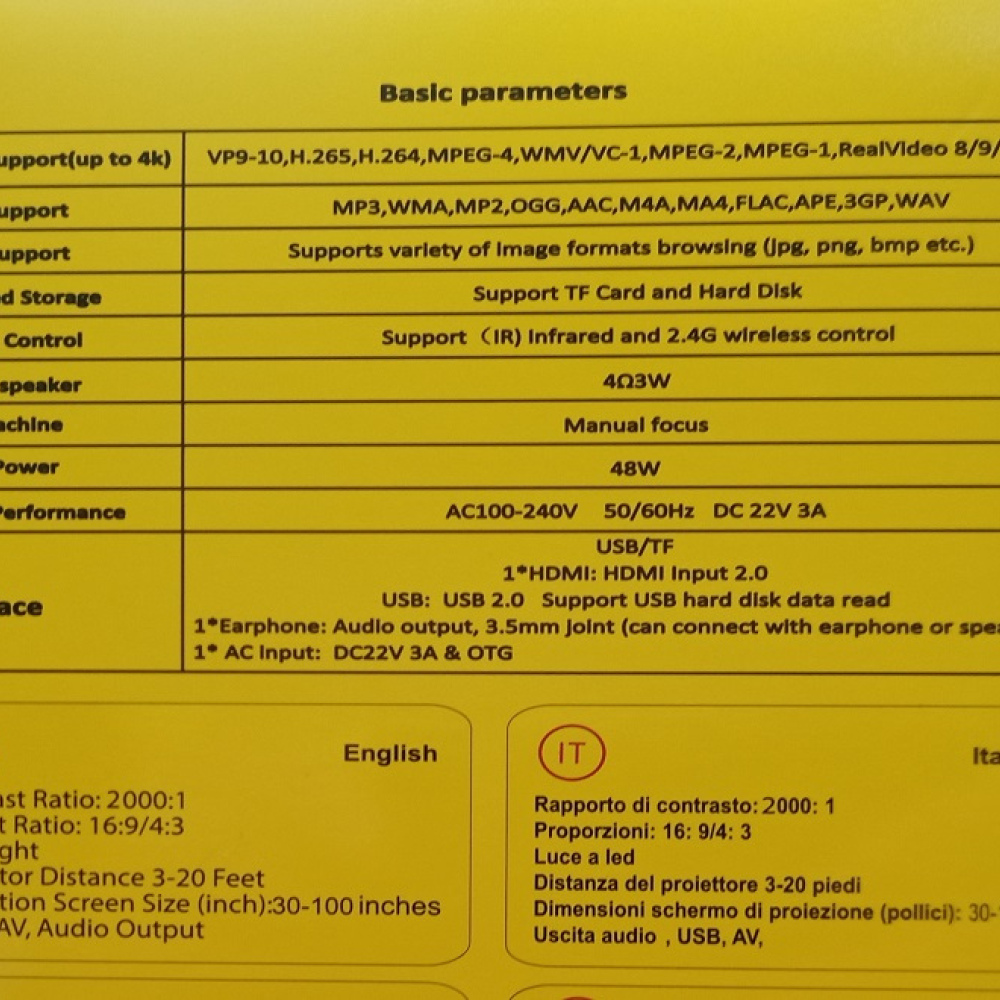 Basic parameters
upport(up to 4k) VP9-10,H.265,H.264,MPEG-4,WMV/VC-1,MPEG-2,MPEG-1,RealVideo 8/9/
upport MP3,WMA,MP2,OGG,AAC,M4A,MA4,FLAC,APE,3GP,WAV
upport Supports variety of image formats browsing (jpg, png, bmp etc.)
d Storage Support TF Card and Hard Disk
Control Support （IR) Infrared and 2.4G wireless control
speaker 4Ω3W
achine Manual focus
Power 48W
Performance AC100-240V 50/60Hz DC 22V 3A
USB/TF
1*HDMI: HDMI Input 2.0
ace USB: USB 2.0 Support USB hard disk data read
1*Earphone: Audio output, 3.5mm joint (can connect with earphone or spea
1* AC Input: DC22V 3A & OTG
English
ast Ratio: 2000:1
t Ratio: 16:9/4:3
ght
tor Distance 3-20 Feet
tion Screen Size (inch):30-100 inches
AV, Audio Output
IT Ita
Rapporto di contrasto: 2000: 1
Proporzioni: 16: 9/4: 3
Luce a led
Distanza del proiettore 3-20 piedi
Dimensioni schermo di proiezione (pollici): 30-
Uscita audio , USB, AV,